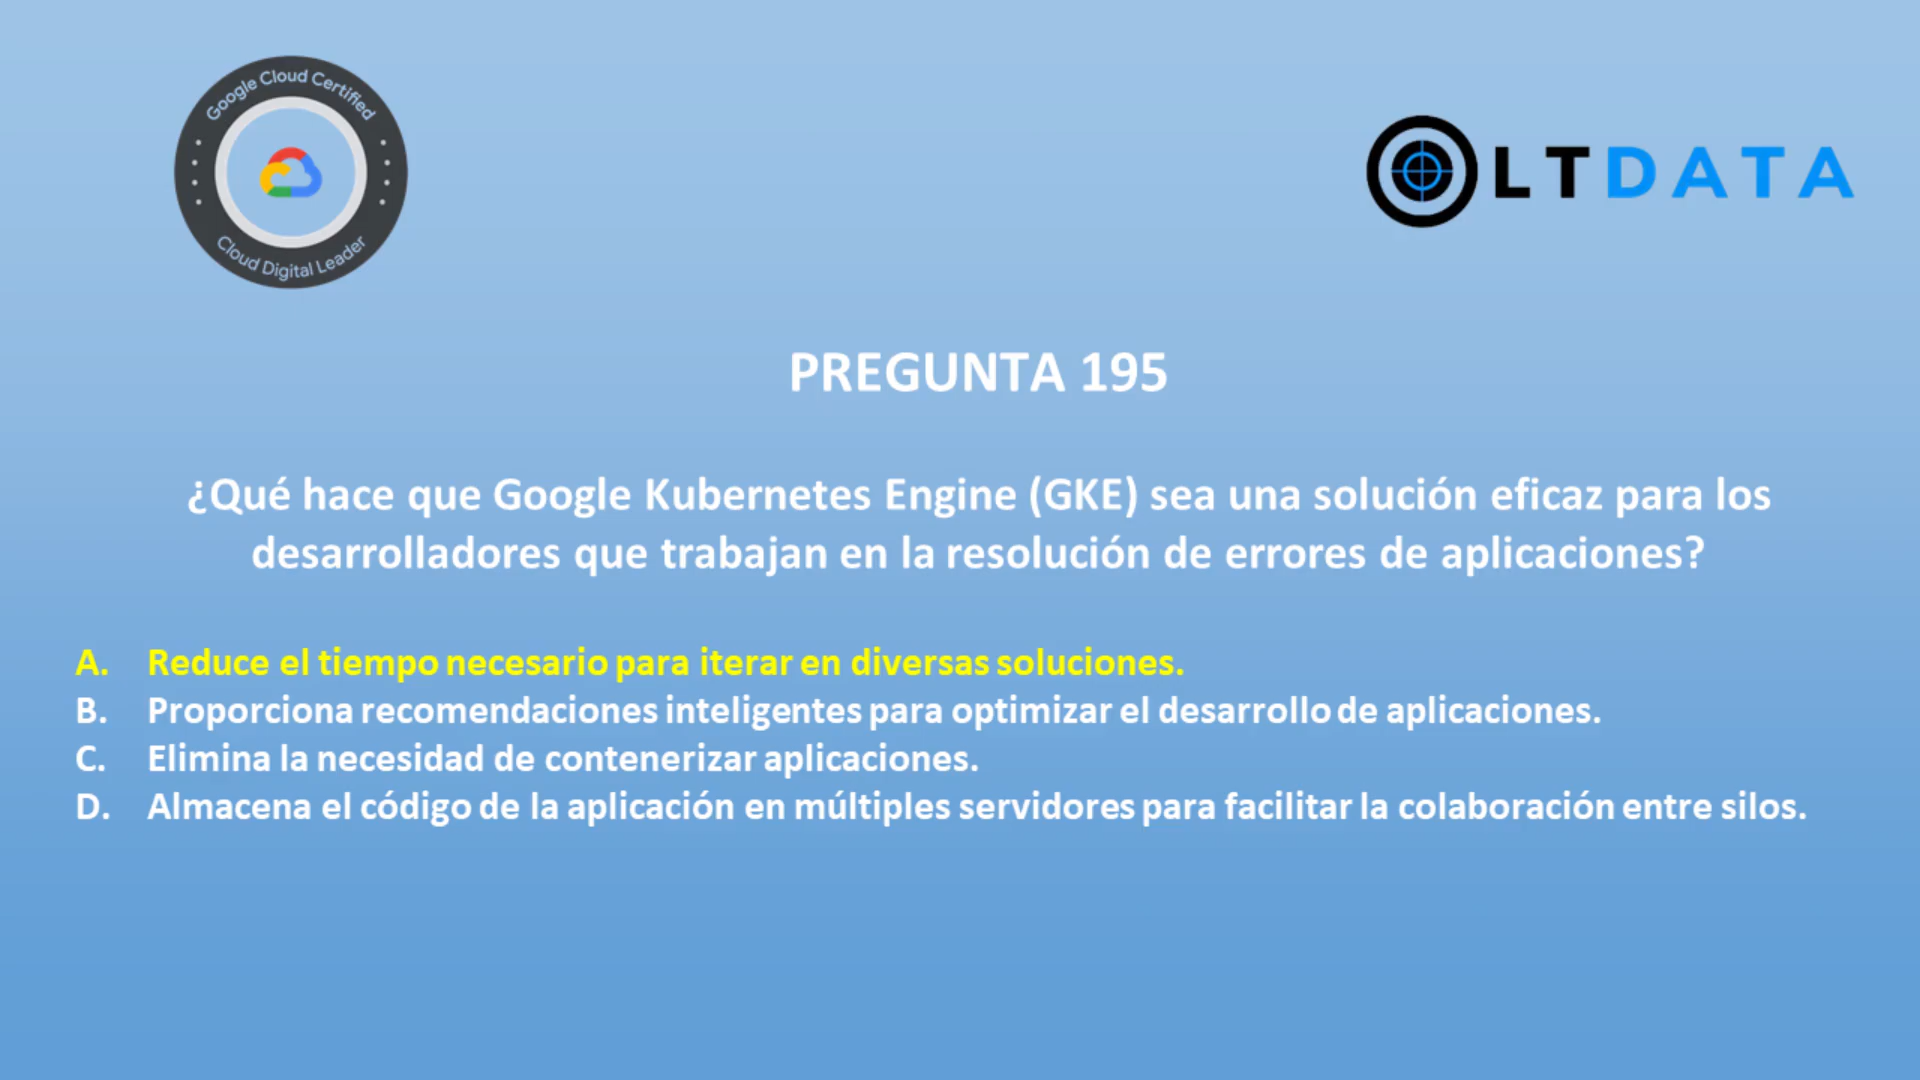 Google Cloud Certified
Cloud Digital Leader
LTDATA
PREGUNTA 195
¿Qué hace que Google Kubernetes Engine (GKE) sea una solución eficaz para los
desarrolladores que trabajan en la resolución de errores de aplicaciones?
A. Reduce el tiempo necesario para iterar en diversas soluciones.
B. Proporciona recomendaciones inteligentes para optimizar el desarrollo de aplicaciones.
C. Elimina la necesidad de contenerizar aplicaciones.
D. Almacena el código de la aplicación en múltiples servidores para facilitar la colaboración entre silos.